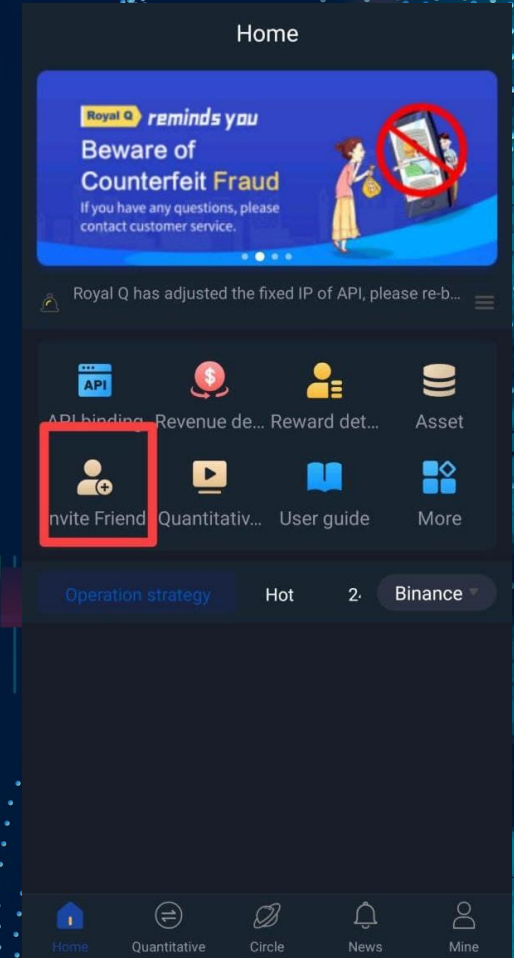 Home
Royal Q reminds you
Beware of
Counterfeit Fraud
If you have any questions, please
contact customer service.
Royal Q has adjusted the fixed IP of API, please re-b...
API
API binding Revenue de... Reward det... Asset
nvite Friend Quantitativ... User guide More
Operation strategy Hot 2. Binance
Home Quantitative Circle News Mine